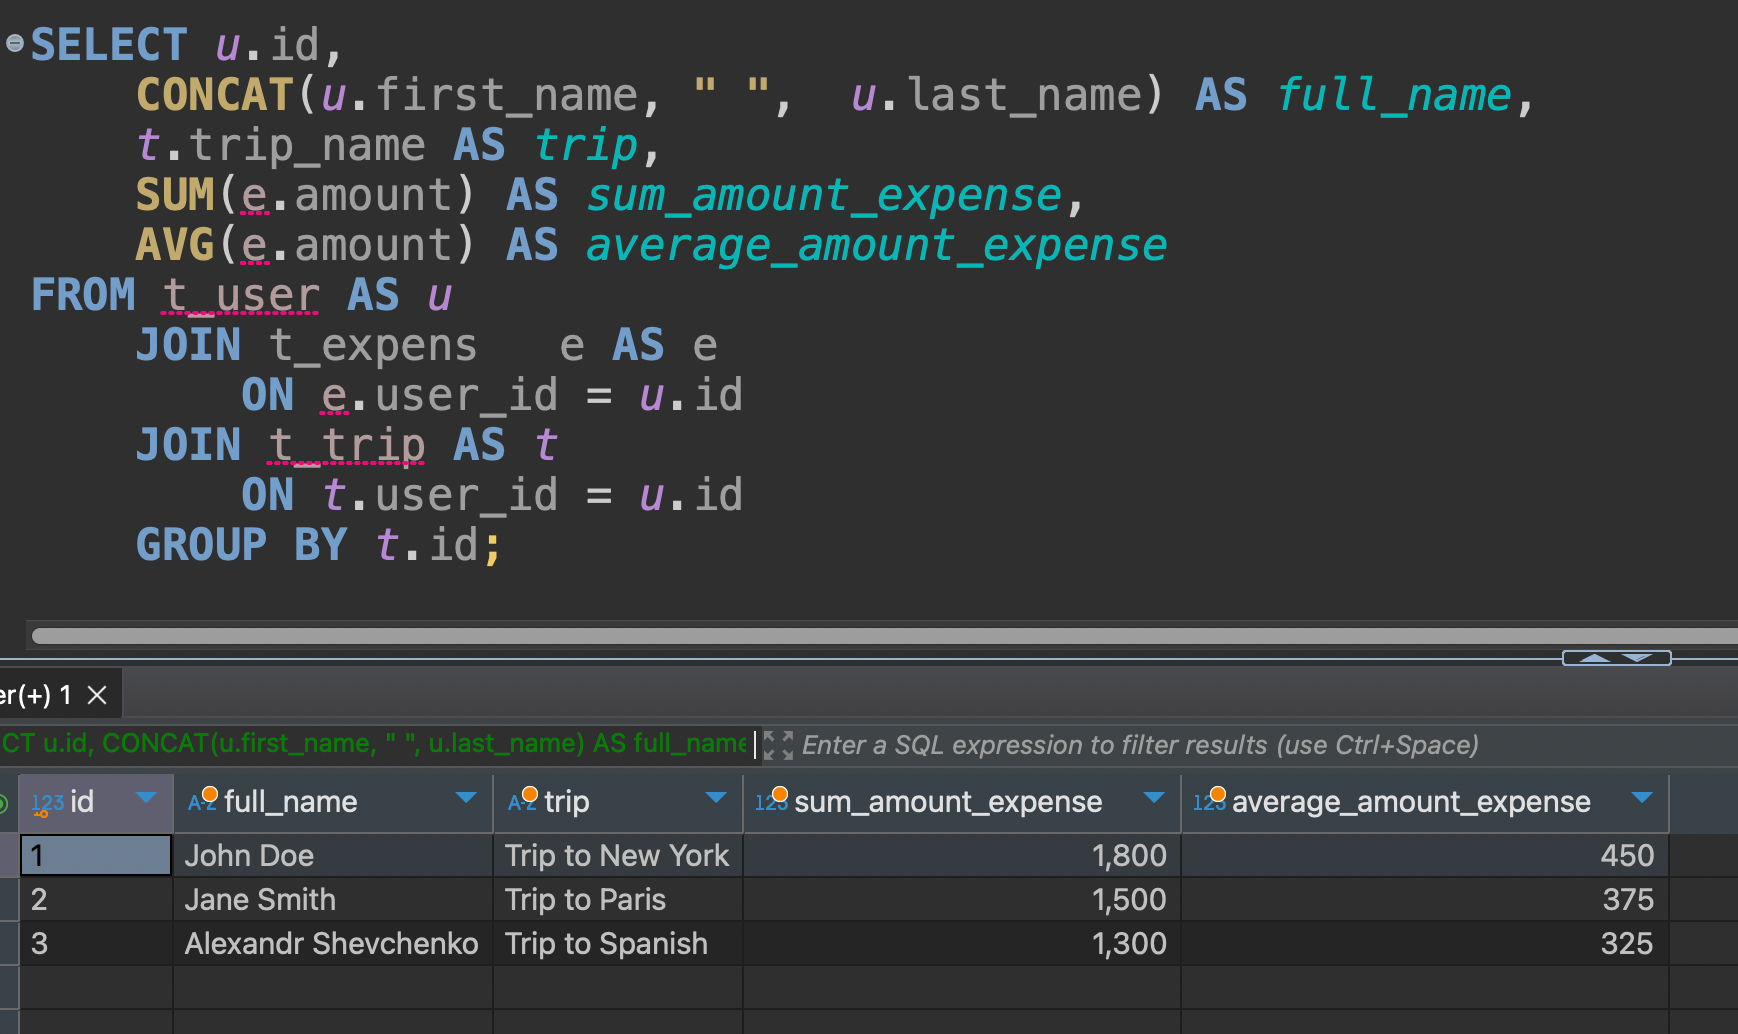 SELECT u.id,
CONCAT(u.first_name, " ",  u.last_name) AS full_name,
t.trip_name AS trip,
SUM(e.amount) AS sum_amount_expense,
AVG(e.amount) AS average_amount_expense
FROM t_user AS u
JOIN t_expens   e AS e
ON e.user_id = u.id
JOIN t_trip AS t
ON t.user_id = u.id
GROUP BY t.id;
er(+) 1
CT u.id, CONCAT(u.first_name, " ", u.last_name) AS full_name Enter a SQL expression to filter results (use Ctrl+Space)
123 id A-Z full_name A-Z trip 123 sum_amount_expense 123 average_amount_expense
1 John Doe Trip to New York 1,800 450
2 Jane Smith Trip to Paris 1,500 375
3 Alexandr Shevchenko Trip to Spanish 1,300 325